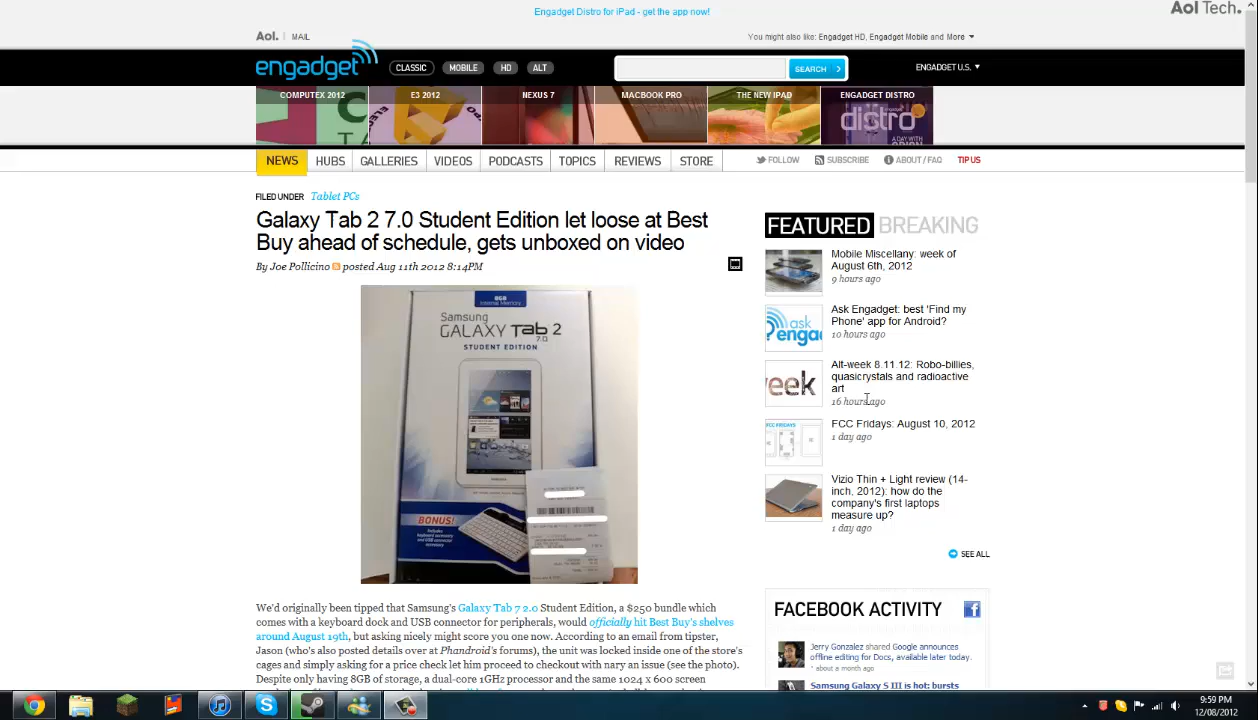 Engadget Distro for iPad - get the app now!
Aol Tech.
Aol. | MAIL
You might also like: Engadget HD, Engadget Mobile and More
engadget
CLASSIC MOBILE HD ALT
SEARCH
ENGADGET U.S.
COMPUTEX 2012 E3 2012 NEXUS 7 MACBOOK PRO THE NEW IPAD ENGADGET DISTRO
distro
NEWS HUBS GALLERIES VIDEOS PODCASTS TOPICS REVIEWS STORE
FOLLOW SUBSCRIBE ABOUT / FAQ TIP US
FILED UNDER Tablet PCs
Galaxy Tab 2 7.0 Student Edition let loose at Best
Buy ahead of schedule, gets unboxed on video
By Joe Pollicino posted Aug 11th 2012 8:14PM
8GB
Internal Memory
Samsung
GALAXY Tab 2
7.0
STUDENT EDITION
BONUS!
We'd originally been tipped that Samsung's Galaxy Tab 7 2.0 Student Edition, a $250 bundle which
comes with a keyboard dock and USB connector for peripherals, would officially hit Best Buy's shelves
around August 19th, but asking nicely might score you one now. According to an email from tipster,
Jason (who's also posted details over at Phandroid's forums), the unit was locked inside one of the store's
cages and simply asking for a price check let him proceed to checkout with nary an issue (see the photo).
Despite only having 8GB of storage, a dual-core 1GHz processor and the same 1024 x 600 screen
FEATURED BREAKING
Mobile Miscellany: week of
August 6th, 2012
9 hours ago
ask
enga
Ask Engadget: best 'Find my
Phone' app for Android?
10 hours ago
eek
Alt-week 8.11.12: Robo-billies,
quasicrystals and radioactive
art
16 hours ago
FCC FRIDAYS
FCC Fridays: August 10, 2012
1 day ago
Vizio Thin + Light review (14-
inch, 2012): how do the
company's first laptops
measure up?
1 day ago
SEE ALL
FACEBOOK ACTIVITY
Jerry Gonzalez shared Google announces
offline editing for Docs, available later today.
about a month ago
Samsung Galaxy S III is hot: bursts
9:59 PM
12/08/2012